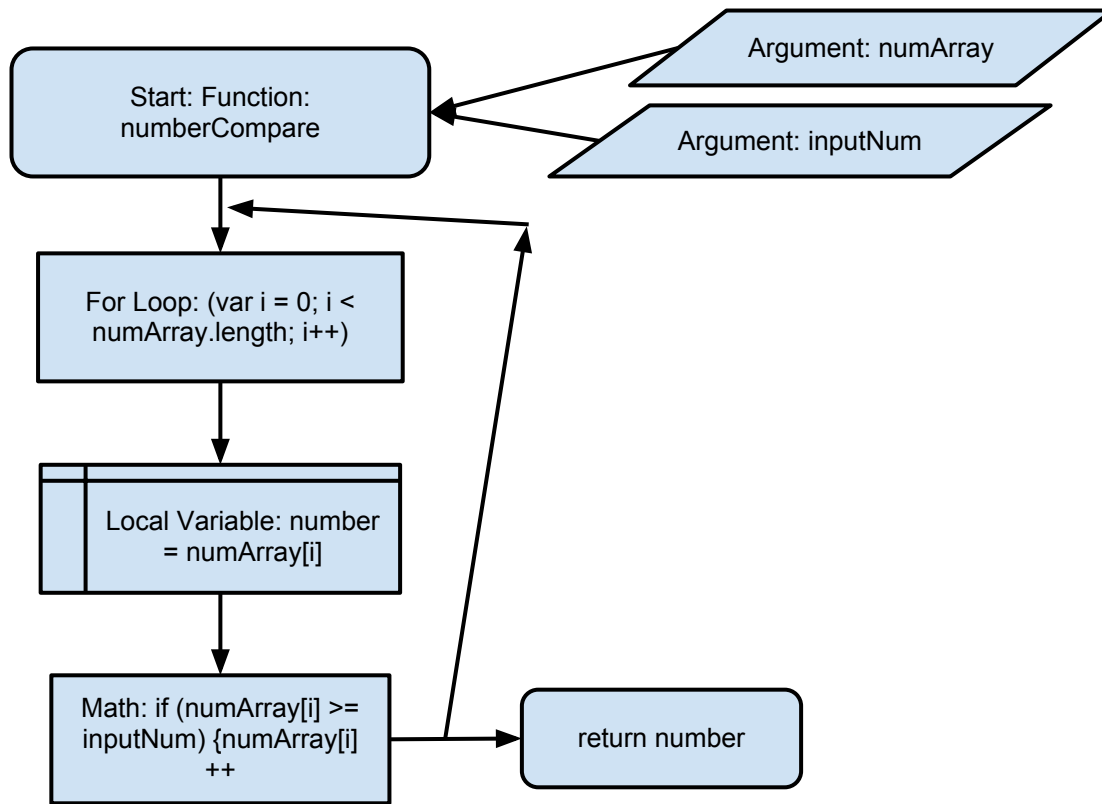 Argument: numArray
Start: Function:
numberCompare
Argument: inputNum
For Loop: (var i = 0; i <
numArray.length; i++)
Local Variable: number
= numArray[i]
Math: if (numArray[i] >=
inputNum) {numArray[i]
++
return number